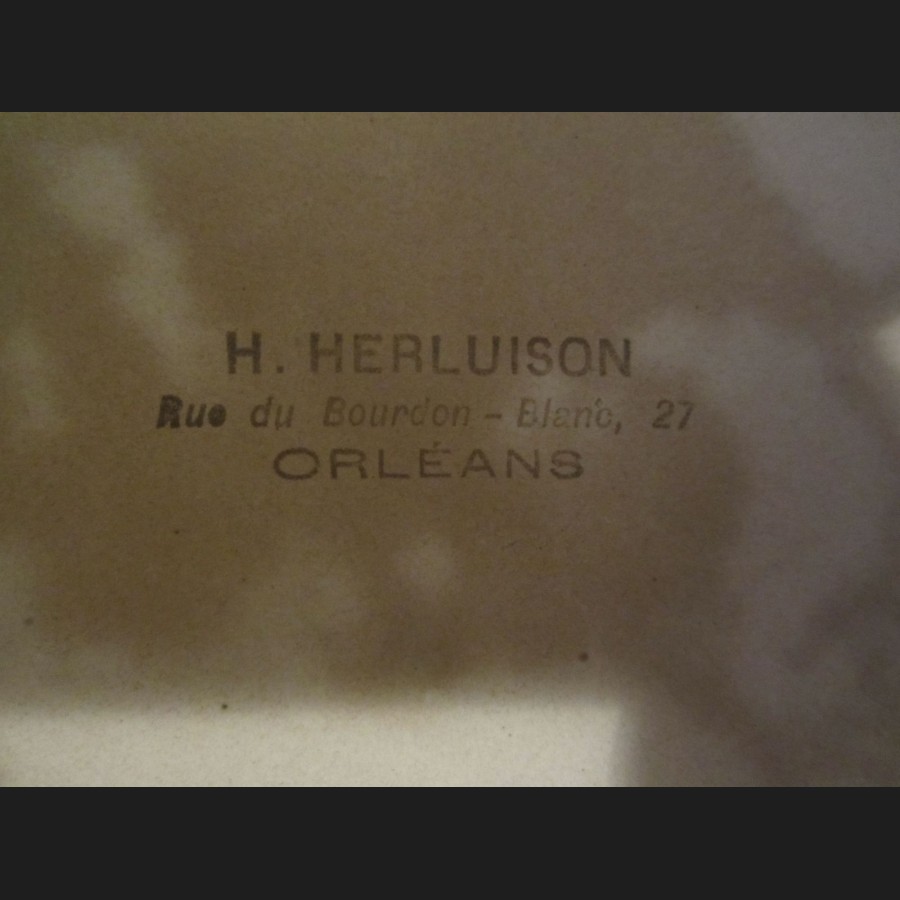 H. HERLUISON
Rue du Bourdon-Blanc, 27
ORLÉANS